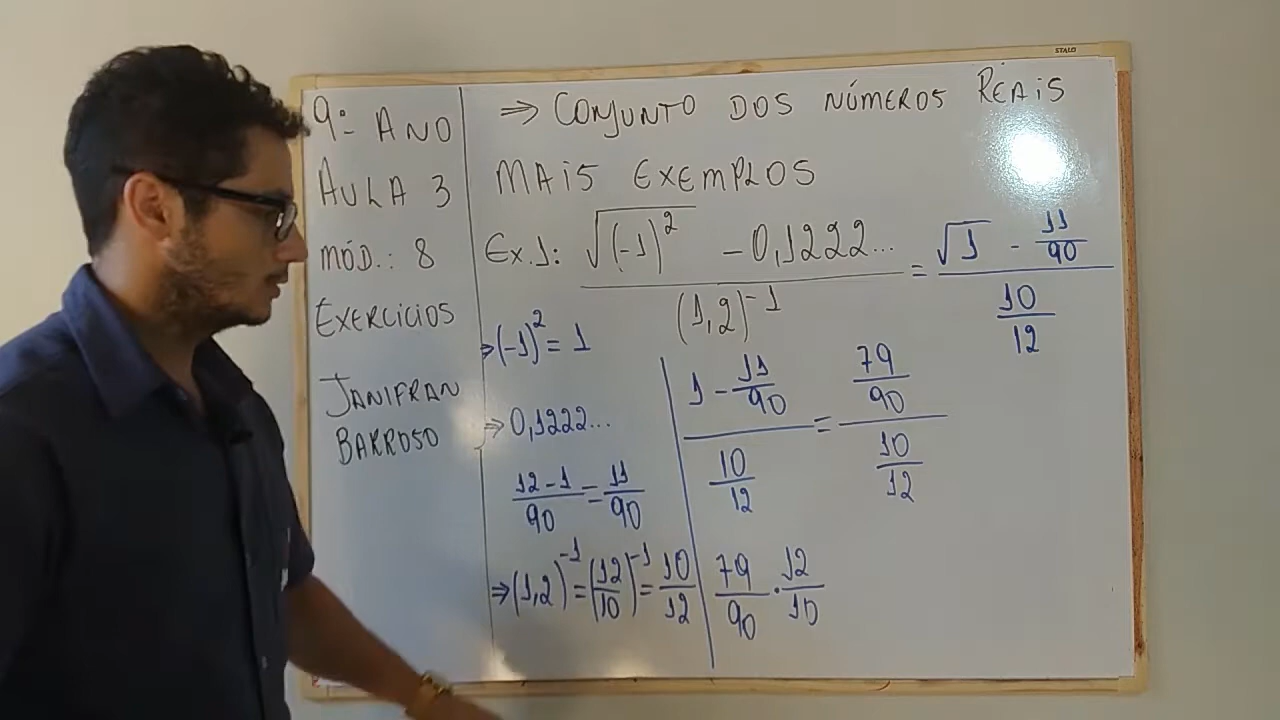 STALO
9º ANO
AULA 3
MÓD.: 8
EXERCÍCIOS
JANIFRAN
BARROSO
⇒ CONJUNTO DOS NÚMEROS REAIS
MAIS EXEMPLOS
Ex.1: (√(-1)² - 0,1222...) / (1,2)⁻¹ = (√1 - 11/90) / (10/12)
⇒ (-1)² = 1
⇒ 0,1222...
(12-1)/90 = 11/90
⇒ (1,2)⁻¹ = (12/10)⁻¹ = 10/12
(1 - 11/90) / (10/12) = (79/90) / (10/12)
79/90 · 12/10